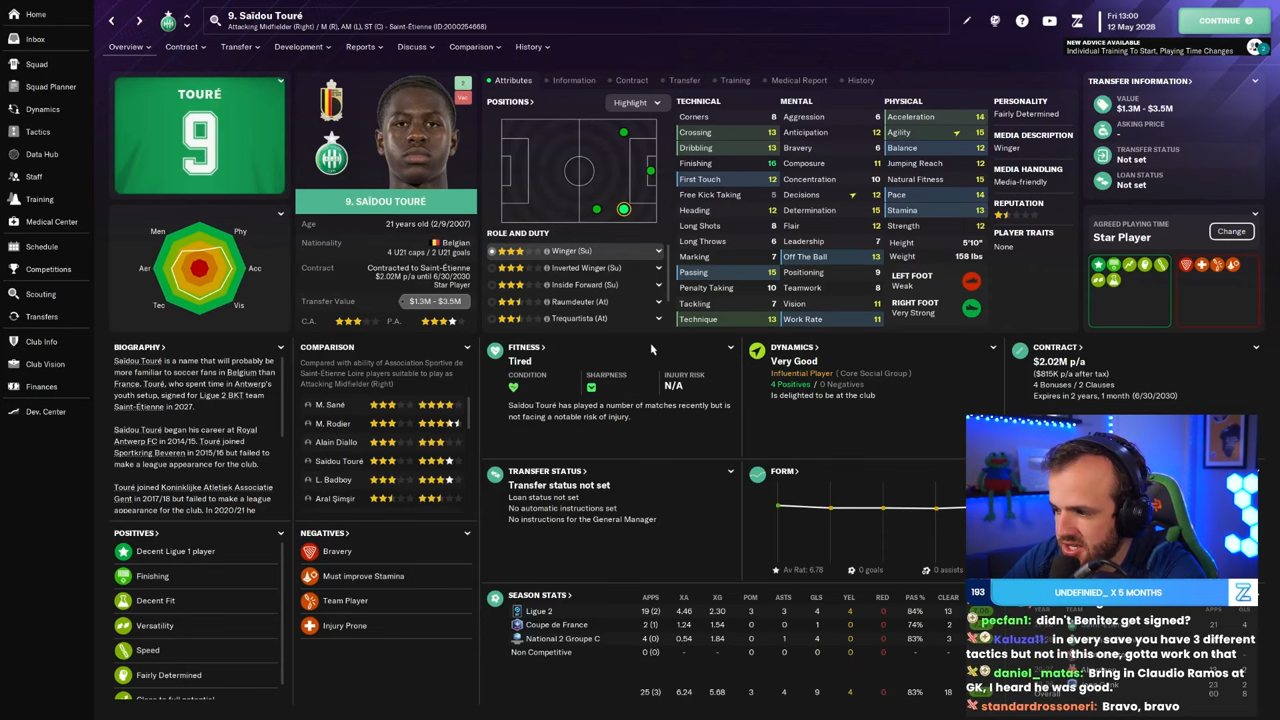 Home
Inbox
Squad
Squad Planner
Dynamics
Tactics
Data Hub
Staff
Training
Medical Center
Schedule
Competitions
Scouting
Transfers
Club Info
Club Vision
Finances
Dev. Center
9. Saïdou Touré
Attacking Midfielder (Right) / M (R), AM (L), ST (C) - Saint-Étienne (ID:2000254668)
Fri 13:00
12 May 2028
CONTINUE
NEW ADVICE AVAILABLE
Individual Training To Start, Playing Time Changes
Overview
Contract
Transfer
Development
Reports
Discuss
Comparison
History
TOURÉ
9
9. SAÏDOU TOURÉ
Age 21 years old (2/9/2007)
Nationality Belgian
4 U21 caps / 2 U21 goals
Contract Contracted to Saint-Étienne
$2.02M p/a until 6/30/2030
Star Player
Transfer Value $1.3M - $3.5M
C.A. P.A.
Men Phy
Aer Acc
Tec Vis
Attributes Information Contract Transfer Training Medical Report History
POSITIONS
Highlight
ROLE AND DUTY
Winger (Su)
Inverted Winger (Su)
Inside Forward (Su)
Raumdeuter (At)
Trequartista (At)
TECHNICAL
Corners 8
Crossing 13
Dribbling 13
Finishing 16
First Touch 12
Free Kick Taking 5
Heading 12
Long Shots 8
Long Throws 6
Marking 7
Passing 15
Penalty Taking 10
Tackling 7
Technique 13
MENTAL
Aggression 6
Anticipation 12
Bravery 6
Composure 11
Concentration 10
Decisions 12
Determination 15
Flair 12
Leadership 7
Off The Ball 13
Positioning 9
Teamwork 8
Vision 11
Work Rate 11
PHYSICAL
Acceleration 14
Agility 15
Balance 12
Jumping Reach 12
Natural Fitness 15
Pace 14
Stamina 13
Strength 12
Height 5'10"
Weight 158 lbs
LEFT FOOT
Weak
RIGHT FOOT
Very Strong
PERSONALITY
Fairly Determined
MEDIA DESCRIPTION
Winger
MEDIA HANDLING
Media-friendly
REPUTATION
PLAYER TRAITS
None
TRANSFER INFORMATION
VALUE
$1.3M - $3.5M
ASKING PRICE
-
TRANSFER STATUS
Not set
LOAN STATUS
Not set
AGREED PLAYING TIME
Star Player
Change
BIOGRAPHY
Saïdou Touré is a name that will probably be
more familiar to soccer fans in Belgium than
France. Touré, who spent time in Antwerp's
youth setup, signed for Ligue 2 BKT team
Saint-Étienne in 2027.
Saïdou Touré began his career at Royal
Antwerp FC in 2014/15. Touré joined
Sportkring Beveren in 2015/16 but failed to
make a league appearance for the club.
Touré joined Koninklijke Atletiek Associatie
Gent in 2017/18 but failed to make a league
appearance for the club. In 2020/21 he
COMPARISON
Compared with ability of Association Sportive de
Saint-Étienne Loire players suitable to play as
Attacking Midfielder (Right)
M. Sané
M. Rodier
Alain Diallo
Saidou Touré
L. Badboy
Aral Şimşir
FITNESS
Tired
CONDITION SHARPNESS INJURY RISK
N/A
Saïdou Touré has played a number of matches recently but is
not facing a notable risk of injury.
DYNAMICS
Very Good
Influential Player ( Core Social Group )
4 Positives / 0 Negatives
Is delighted to be at the club
CONTRACT
$2.02M p/a
($815K p/a after tax)
4 Bonuses / 2 Clauses
Expires in 2 years, 1 month (6/30/2030)
TRANSFER STATUS
Transfer status not set
Loan status not set
No automatic instructions set
No instructions for the General Manager
FORM
Av Rat: 6.78 0 goals 0 assists
POSITIVES
Decent Ligue 1 player
Finishing
Decent Fit
Versatility
Speed
Fairly Determined
NEGATIVES
Bravery
Must improve Stamina
Team Player
Injury Prone
SEASON STATS APPS XA XG POM ASTS GLS YEL RED PAS % CLEAR
Ligue 2 19 (2) 4.46 2.30 3 3 4 4 0 84% 13
Coupe de France 2 (1) 1.24 1.54 0 0 1 0 0 74% 2
National 2 Groupe C 4 (0) 0.54 1.84 0 1 4 0 0 83% 3
Non Competitive 0 (0) - - - - - - - - -
25 (3) 6.24 5.68 3 4 9 4 0 83% 18
193 UNDEFINIED_ X 5 MONTHS
pecfan1: didn't Benitez get signed?
Kaluza11: in every save you have 3 different
tactics but not in this one, gotta work on that
daniel_matas: Bring in Claudio Ramos at
GK, I heard he was good.
standardrossoneri: Bravo, bravo